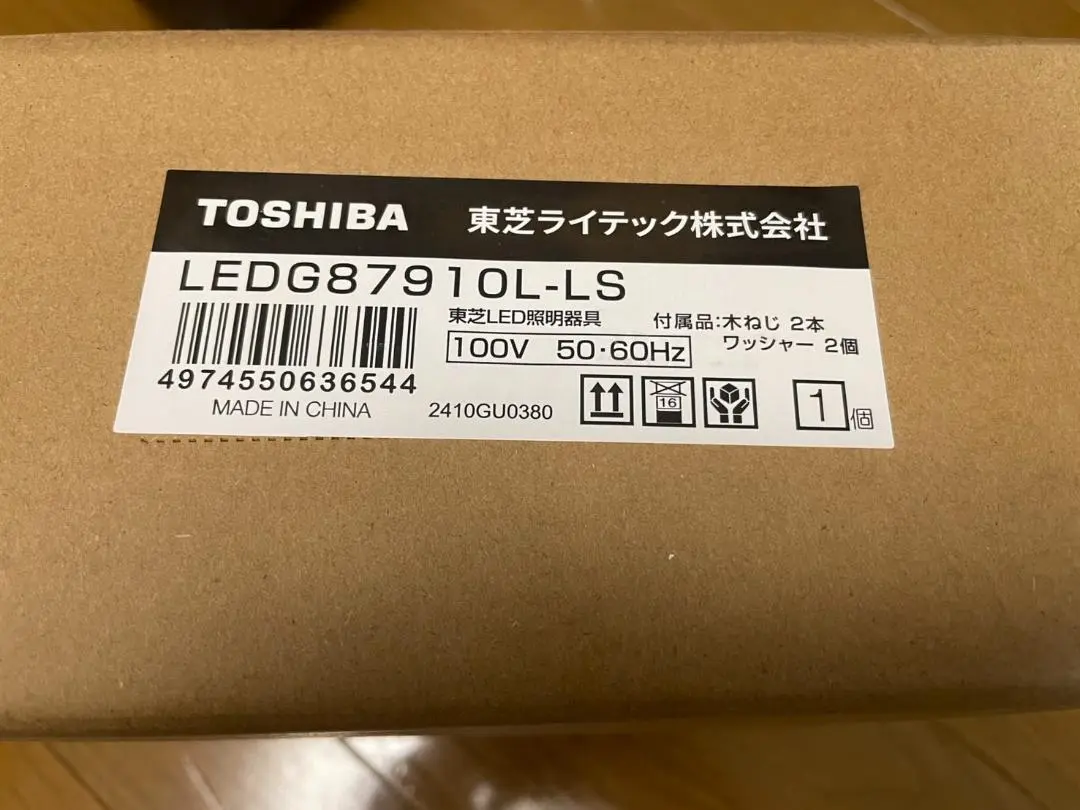 TOSHIBA 東芝ライテック株式会社
LEDG87910L-LS
東芝LED照明器具 付属品:木ねじ 2本
ワッシャー 2個
100V 50・60Hz
4974550636544
MADE IN CHINA 2410GU0380
16
1個